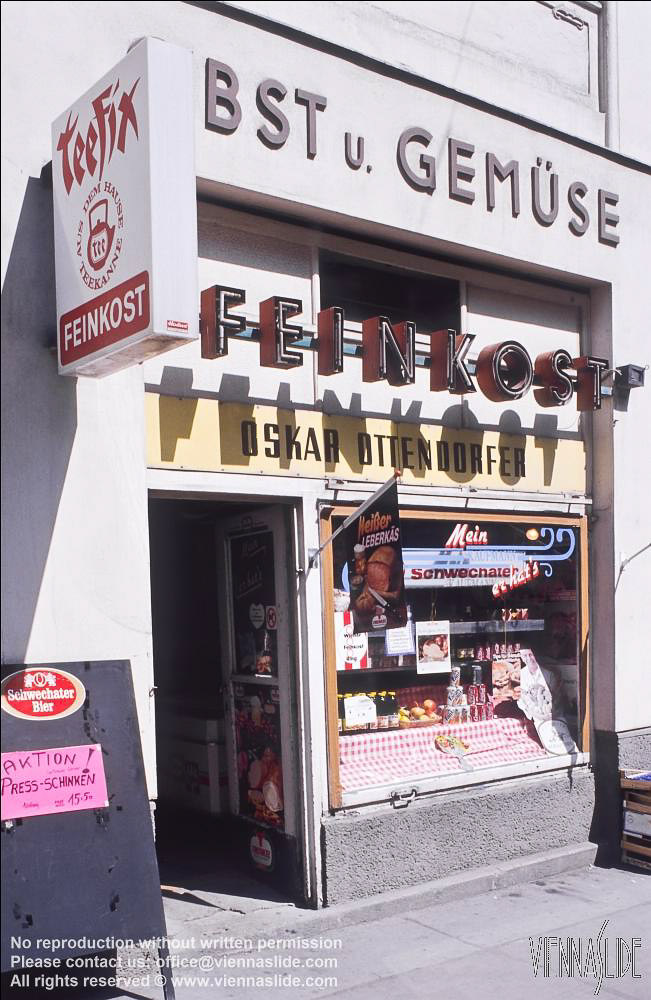 BST u. GEMÜSE
teefix
AUS DEM HAUSE
TEEKANNE
tee
FEINKOST
FEINKOST
OSKAR OTTENDORFER
Heißer
LEBERKÄS
Mein
Schwechater
erhält's
Schwechater
Bier
AKTION!
PRESS-SCHINKEN
15.50
No reproduction without written permission
Please contact us: office@viennaslide.com
All rights reserved © www.viennaslide.com
VIENNASLIDE